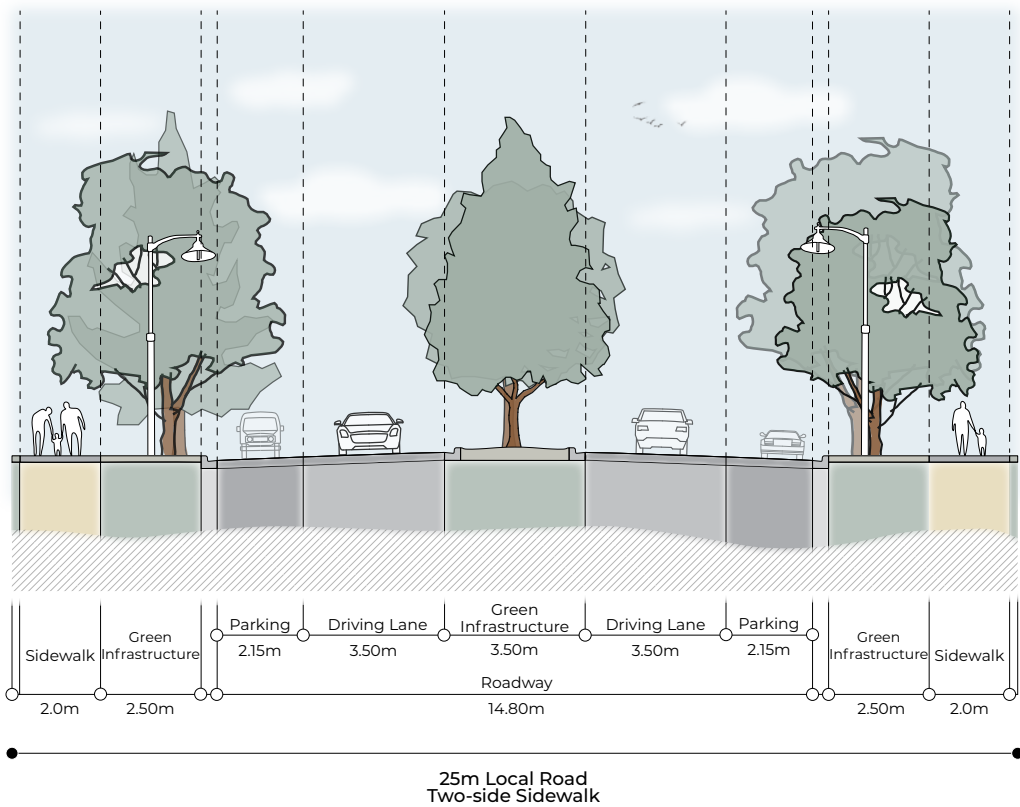 Parking
2.15m
Driving Lane
3.50m
Green
Infrastructure
3.50m
Driving Lane
3.50m
Parking
2.15m
Sidewalk
2.0m
Green
Infrastructure
2.50m
Roadway
14.80m
Green
Infrastructure
2.50m
Sidewalk
2.0m
25m Local Road
Two-side Sidewalk